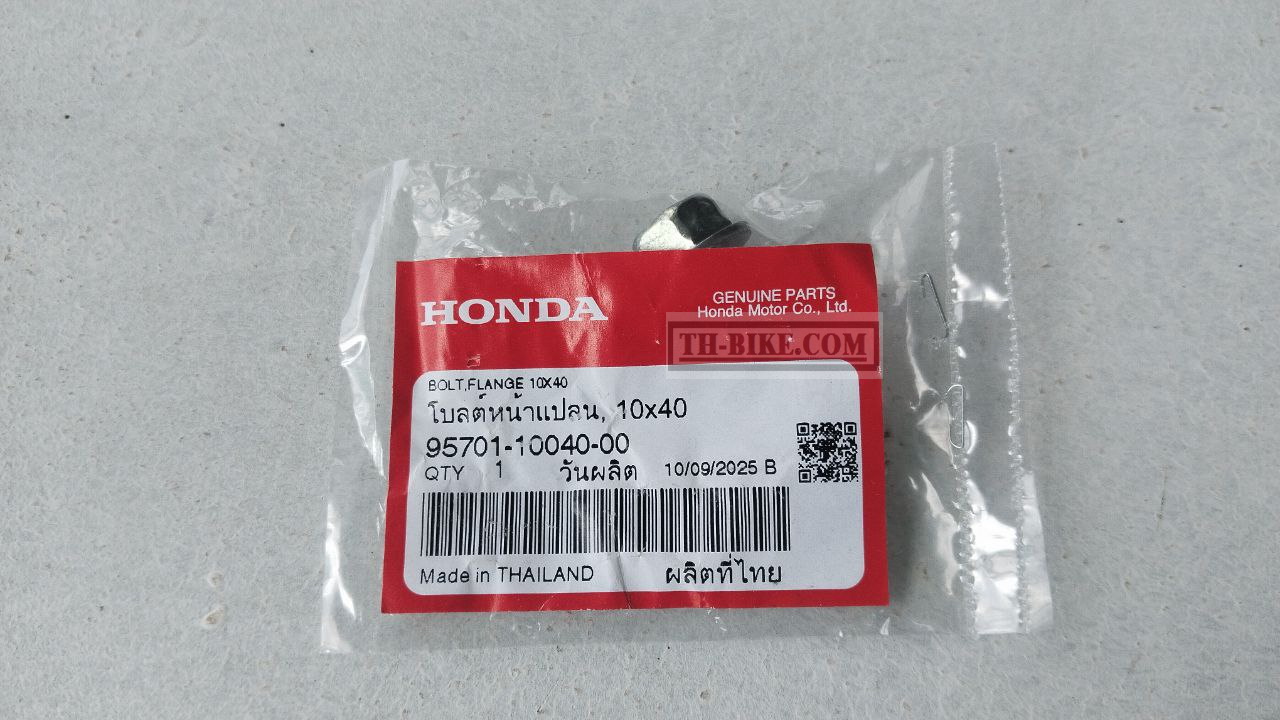 HONDA
GENUINE PARTS
Honda Motor Co., Ltd.
TH-BIKE.COM
BOLT,FLANGE 10X40
โบลต์หน้าแปลน, 10x40
95701-10040-00
QTY 1 วันผลิต 10/09/2025 B
Made in THAILAND ผลิตที่ไทย